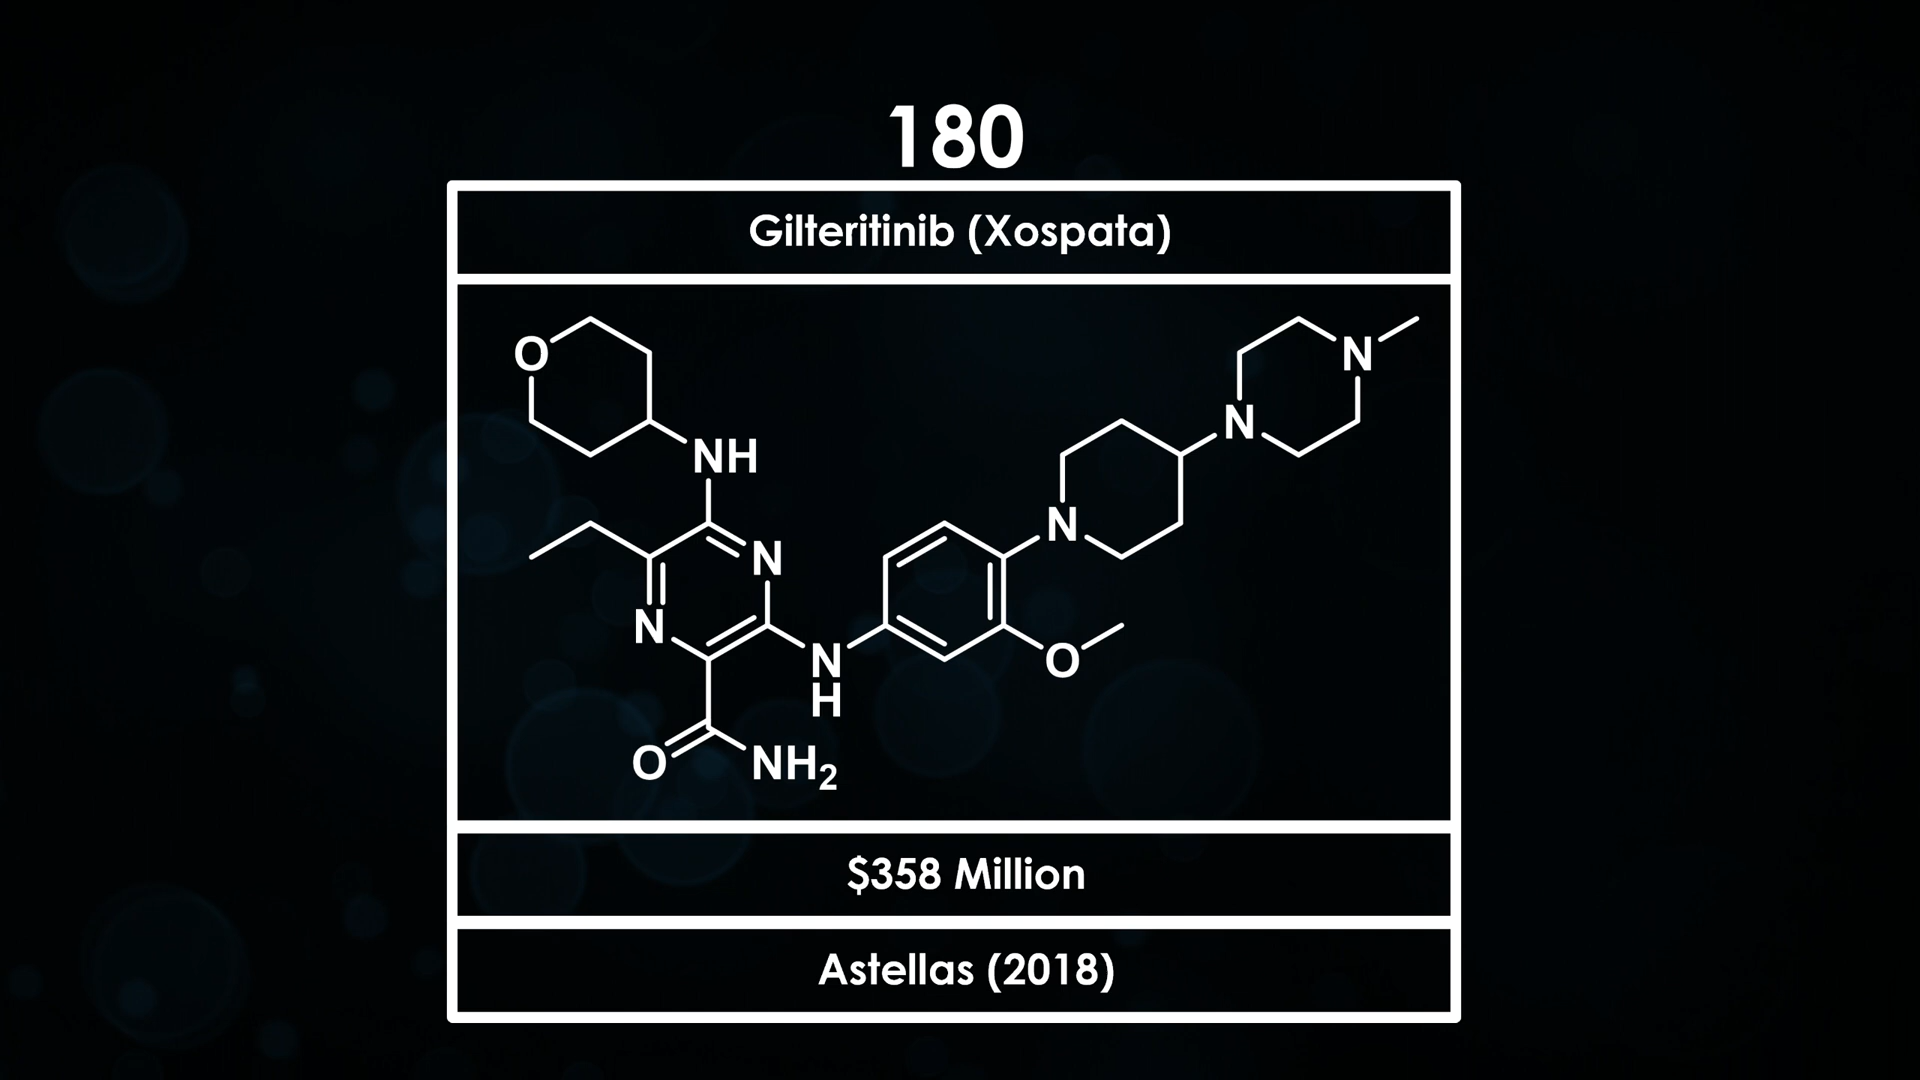 180
Gilteritinib (Xospata)
O
N
N
NH
N
N
N
N
H
O
O
NH2
$358 Million
Astellas (2018)